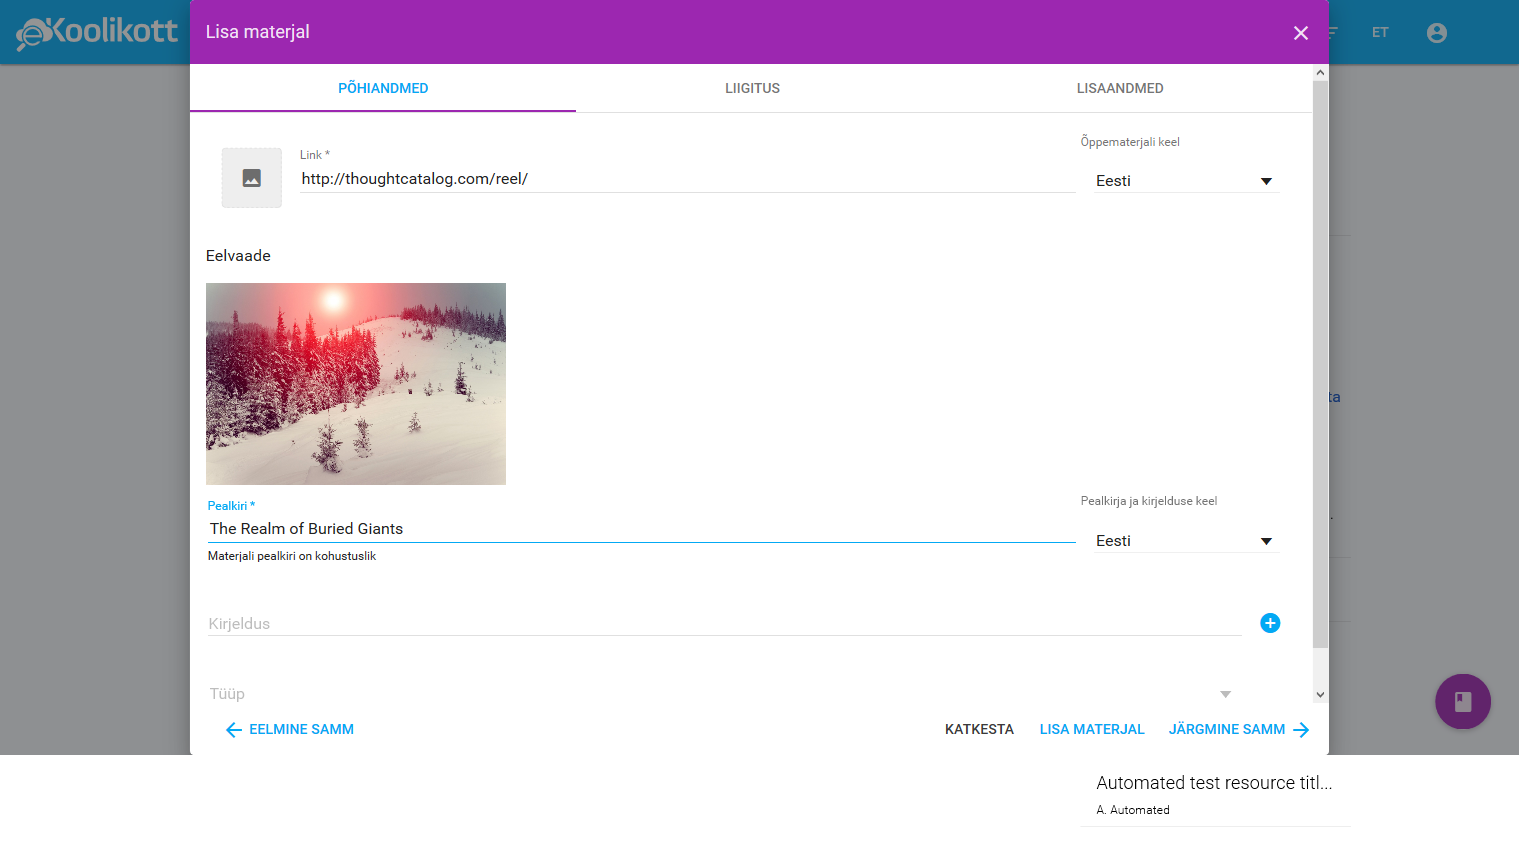 Koolikott
Lisa materjal
ET
PÕHIANDMED
LIIGITUS
LISAANDMED
Link *
http://thoughtcatalog.com/reel/
Õppematerjali keel
Eesti
Eelvaade
ta
Pealkiri *
The Realm of Buried Giants
Materjali pealkiri on kohustuslik
Pealkirja ja kirjelduse keel
Eesti
.
Kirjeldus
Tüüp
EELMINE SAMM
KATKESTA
LISA MATERJAL
JÄRGMINE SAMM
Automated test resource titl...
A. Automated